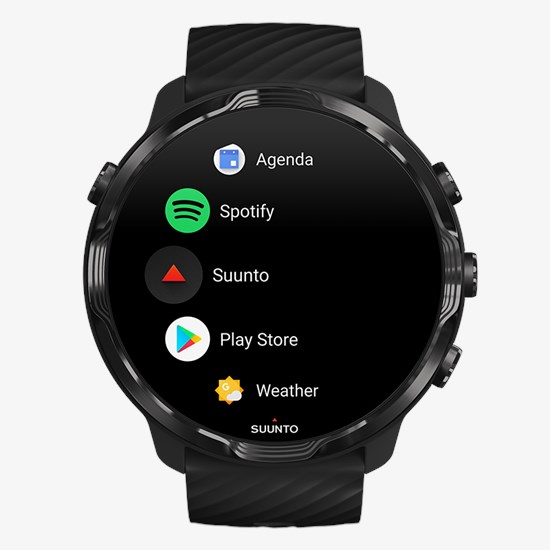 Agenda
Spotify
Suunto
Play Store
Weather
SUUNTO